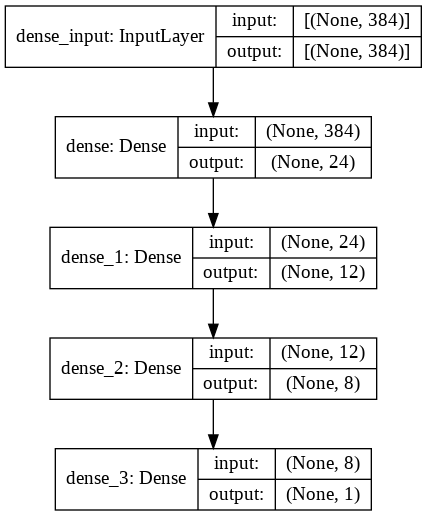 dense_input: InputLayer
input: [(None, 384)]
output: [(None, 384)]
dense: Dense
input: (None, 384)
output: (None, 24)
dense_1: Dense
input: (None, 24)
output: (None, 12)
dense_2: Dense
input: (None, 12)
output: (None, 8)
dense_3: Dense
input: (None, 8)
output: (None, 1)